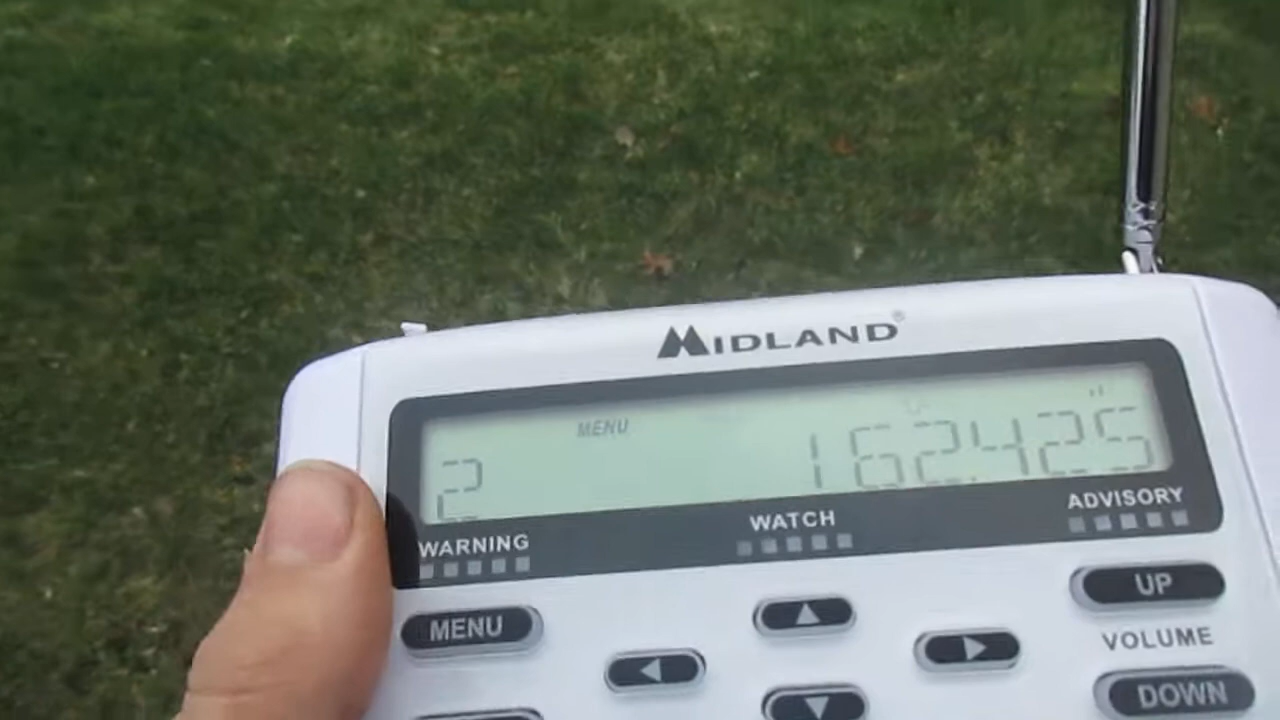 MIDLAND®
MENU
2 162.425
WARNING WATCH ADVISORY
MENU UP
VOLUME
DOWN